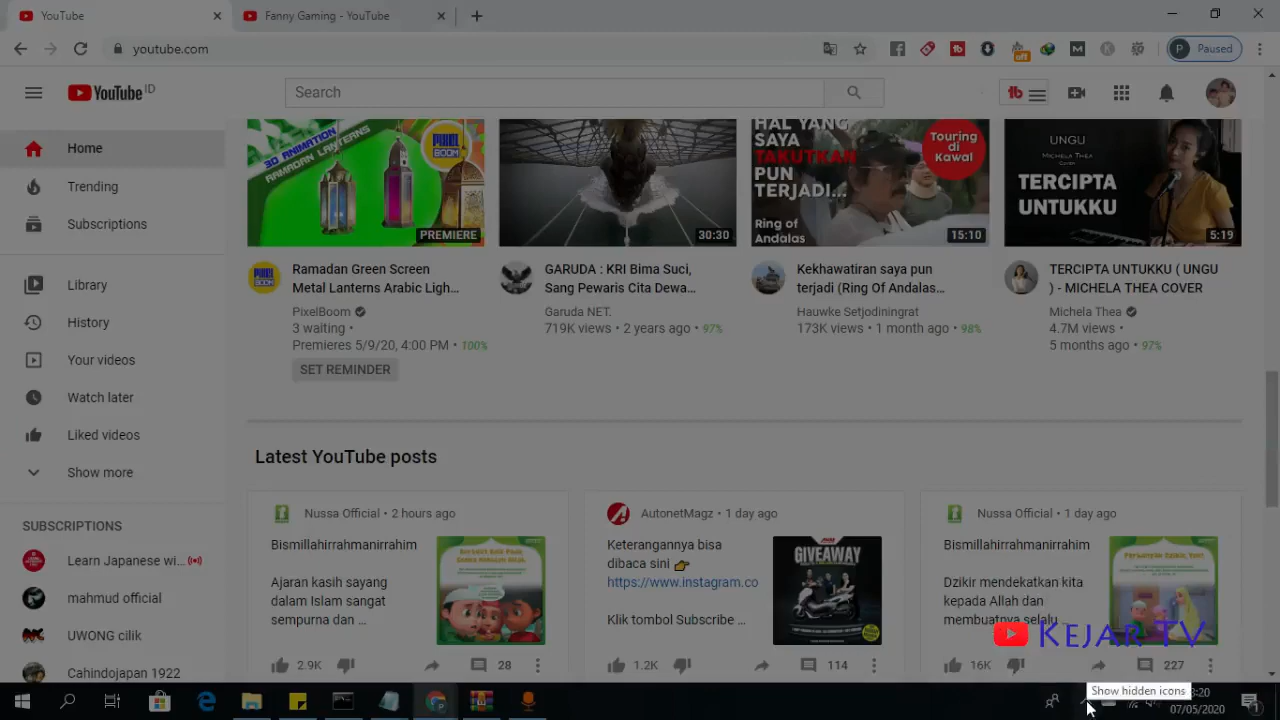 YouTube
Fanny Gaming - YouTube
youtube.com
off
M
K
P Paused
YouTube ID
Search
tb
Home
Trending
Subscriptions
Library
History
Your videos
Watch later
Liked videos
Show more
SUBSCRIPTIONS
Learn Japanese wi...
mahmud official
UWONG cilik
Cahindojapan 1922
3D ANIMATION
RAMADAN LANTERNS
PIXEL
BOOM
PREMIERE
30:30
HAL YANG
SAYA
TAKUTKAN
PUN
TERJADI...
Touring
di
Kawal
Ring of
Andalas
15:10
UNGU
MICHELA THEA
COVER
TERCIPTA
UNTUKKU
5:19
Ramadan Green Screen
Metal Lanterns Arabic Ligh...
PixelBoom
3 waiting •
Premieres 5/9/20, 4:00 PM • 100%
SET REMINDER
GARUDA : KRI Bima Suci,
Sang Pewaris Cita Dewa...
Garuda NET.
719K views • 2 years ago • 97%
Kekhawatiran saya pun
terjadi (Ring Of Andalas...
Hauwke Setjodiningrat
173K views • 1 month ago • 98%
TERCIPTA UNTUKKU ( UNGU
) - MICHELA THEA COVER
Michela Thea
4.7M views •
5 months ago • 97%
Latest YouTube posts
Nussa Official • 2 hours ago
Bismillahirrahmanirrahim
Ajaran kasih sayang
dalam Islam sangat
sempurna dan ...
2.9K
28
AutonetMagz • 1 day ago
Keterangannya bisa
dibaca sini 👉
https://www.instagram.co
Klik tombol Subscribe ...
GIVEAWAY
1.2K
114
Nussa Official • 1 day ago
Bismillahirrahmanirrahim
Dzikir mendekatkan kita
kepada Allah dan
membuatnya selalu ...
16K
227
KEJAR TV
Show hidden icons
3:20
07/05/2020
1